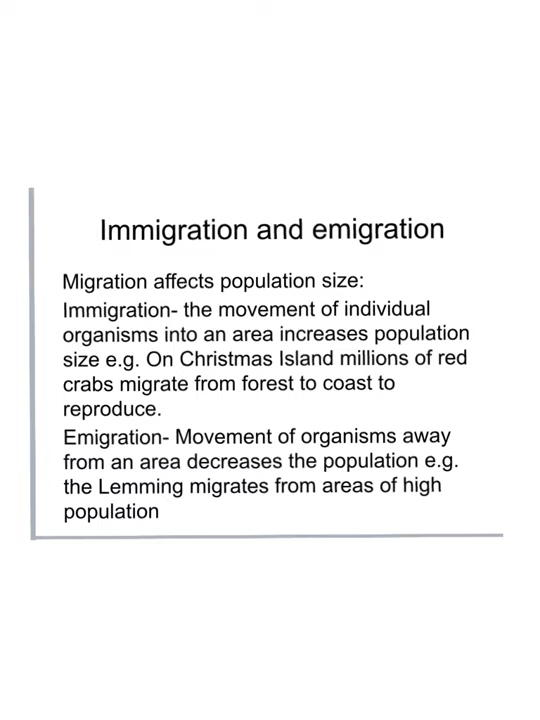 Immigration and emigration
Migration affects population size:
Immigration- the movement of individual
organisms into an area increases population
size e.g. On Christmas Island millions of red
crabs migrate from forest to coast to
reproduce.
Emigration- Movement of organisms away
from an area decreases the population e.g.
the Lemming migrates from areas of high
population